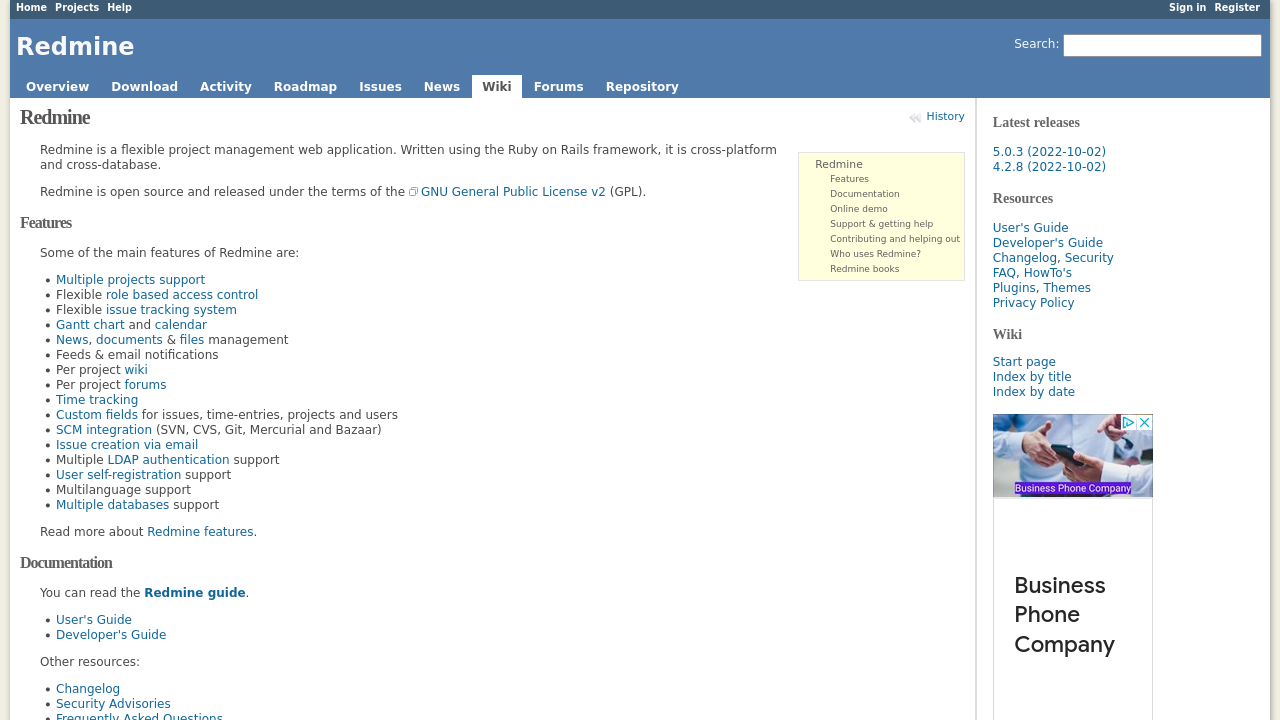 Home Projects Help Sign in Register
Redmine
Search:
Overview Download Activity Roadmap Issues News Wiki Forums Repository
Redmine
History
Redmine is a flexible project management web application. Written using the Ruby on Rails framework, it is cross-platform
and cross-database.
Redmine is open source and released under the terms of the GNU General Public License v2 (GPL).
Redmine
Features
Documentation
Online demo
Support & getting help
Contributing and helping out
Who uses Redmine?
Redmine books
Features
Some of the main features of Redmine are:
Multiple projects support
Flexible role based access control
Flexible issue tracking system
Gantt chart and calendar
News, documents & files management
Feeds & email notifications
Per project wiki
Per project forums
Time tracking
Custom fields for issues, time-entries, projects and users
SCM integration (SVN, CVS, Git, Mercurial and Bazaar)
Issue creation via email
Multiple LDAP authentication support
User self-registration support
Multilanguage support
Multiple databases support
Read more about Redmine features.
Documentation
You can read the Redmine guide.
User's Guide
Developer's Guide
Other resources:
Changelog
Security Advisories
Frequently Asked Questions
Latest releases
5.0.3 (2022-10-02)
4.2.8 (2022-10-02)
Resources
User's Guide
Developer's Guide
Changelog, Security
FAQ, HowTo's
Plugins, Themes
Privacy Policy
Wiki
Start page
Index by title
Index by date
Business Phone Company
Business
Phone
Company